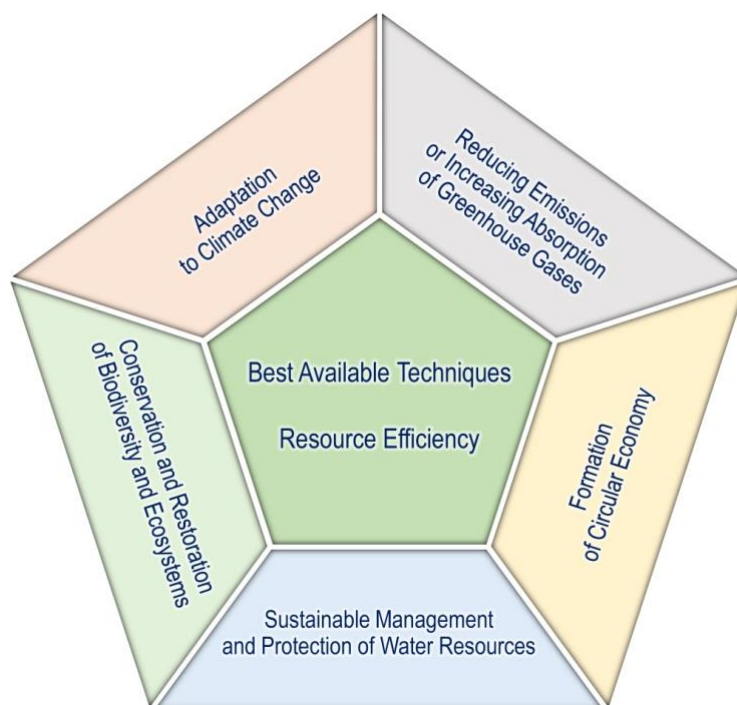 Adaptation
to Climate Change
Reducing Emissions
or Increasing Absorption
of Greenhouse Gases
Conservation and Restoration
of Biodiversity and Ecosystems
Best Available Techniques
Resource Efficiency
Formation
of Circular Economy
Sustainable Management
and Protection of Water Resources